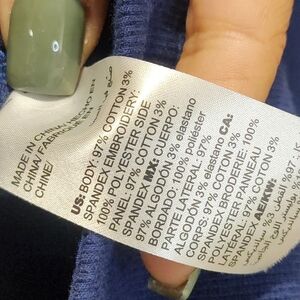 MADE IN CHINA/HECHO EN
CHINA/FABRIQUÉ EN
CHINE/
US: BODY: 97% COTTON 3%
SPANDEX EMBROIDERY:
100% POLYESTER SIDE
PANEL: 97% COTTON 3%
SPANDEX MX: CUERPO:
97% ALGODÓN 3% elastano
BORDADO: 100% poliéster
PARTE LATERAL: 97%
ALGODÓN3% elastano CA:
CORPS: 97% COTON 3%
SPANDEX BRODERIE: 100%
POLYESTER PANNEAU
LATÉRAL: 97% COTON 3%
SPANDEX AE/KW: